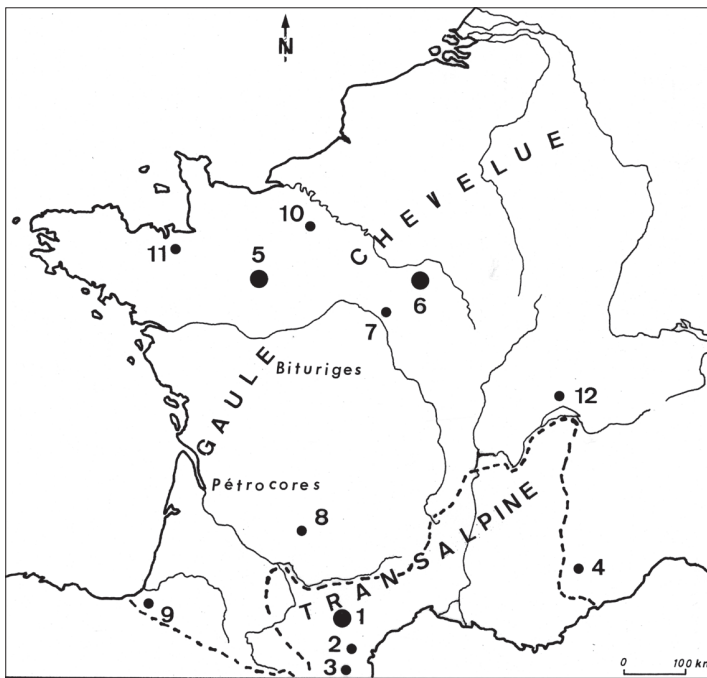 N
CHEVELUE
10
11
5
6
7
GAULE
Bituriges
12
Pétrocores
8
TRANSALPINE
4
9
1
2
3
0 100 km